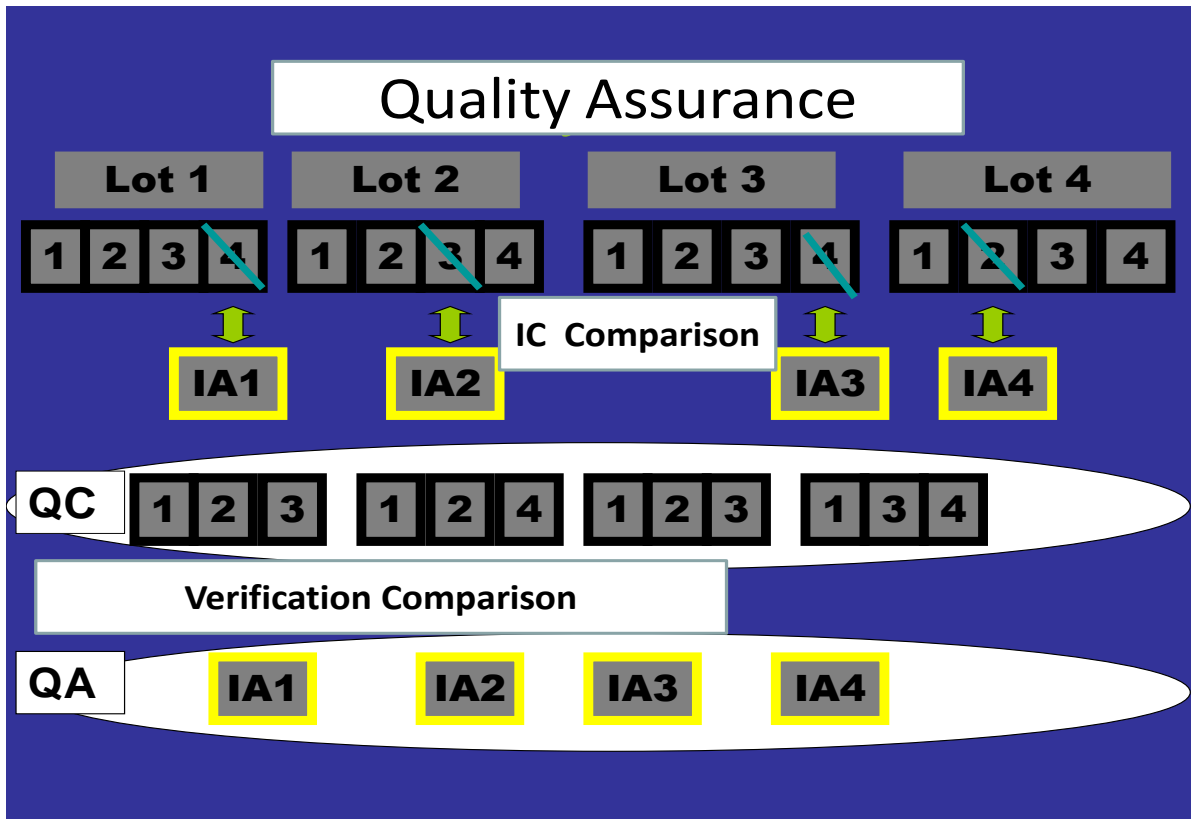 Quality Assurance
Lot 1 Lot 2 Lot 3 Lot 4
1 2 3 4 1 2 3 4 1 2 3 4 1 2 3 4
IC Comparison
IA1 IA2 IA3 IA4
QC 1 2 3 1 2 4 1 2 3 1 3 4
Verification Comparison
QA IA1 IA2 IA3 IA4